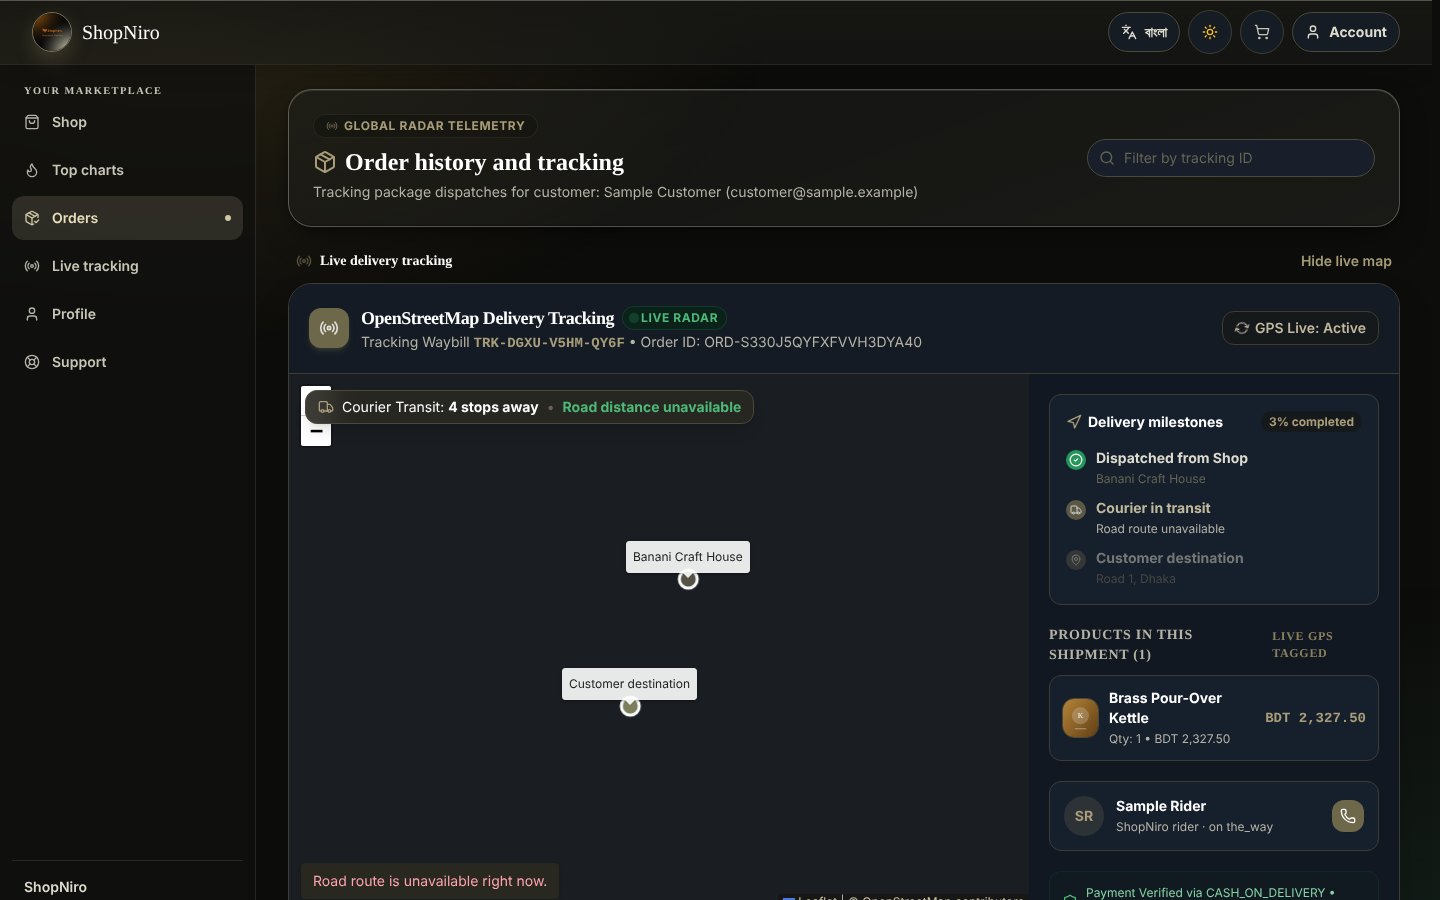 ShopNiro
বাংলা
Account
YOUR MARKETPLACE
Shop
Top charts
Orders
Live tracking
Profile
Support
ShopNiro
GLOBAL RADAR TELEMETRY
Order history and tracking
Tracking package dispatches for customer: Sample Customer (customer@sample.example)
Filter by tracking ID
Live delivery tracking
Hide live map
OpenStreetMap Delivery Tracking
LIVE RADAR
Tracking Waybill TRK-DGXU-V5HM-QY6F • Order ID: ORD-S330J5QYFXFVVH3DYA40
GPS Live: Active
Courier Transit: 4 stops away • Road distance unavailable
−
Banani Craft House
Customer destination
Road route is unavailable right now.
Leaflet | © OpenStreetMap contributors
Delivery milestones
3% completed
Dispatched from Shop
Banani Craft House
Courier in transit
Road route unavailable
Customer destination
Road 1, Dhaka
PRODUCTS IN THIS
SHIPMENT (1)
LIVE GPS
TAGGED
K
Brass Pour-Over
Kettle
Qty: 1 • BDT 2,327.50
BDT 2,327.50
SR
Sample Rider
ShopNiro rider · on the_way
Payment Verified via CASH_ON_DELIVERY •